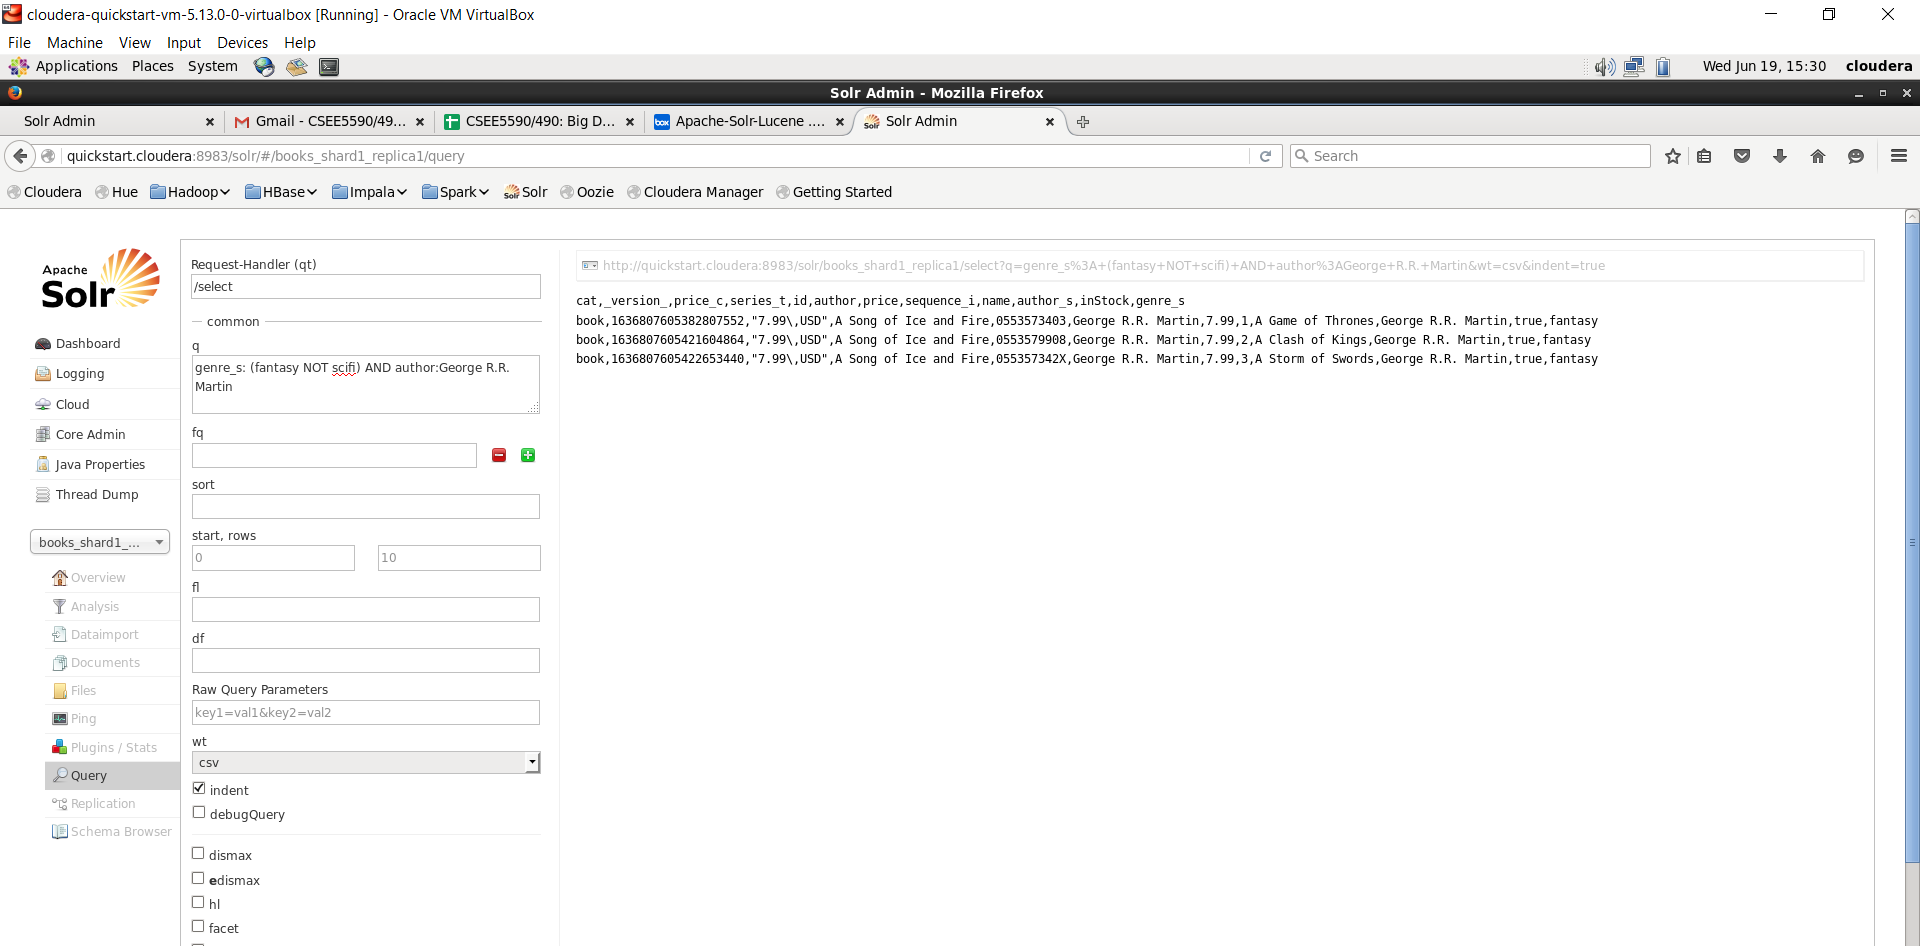 cloudera-quickstart-vm-5.13.0-0-virtualbox [Running] - Oracle VM VirtualBox
File Machine View Input Devices Help
Applications Places System Wed Jun 19, 15:30 cloudera
Solr Admin - Mozilla Firefox
Solr Admin Gmail - CSEE5590/49... CSEE5590/490: Big D... box Apache-Solr-Lucene .... Solr Admin
quickstart.cloudera:8983/solr/#/books_shard1_replica1/query Search
Cloudera Hue Hadoop HBase Impala Spark Solr Solr Oozie Cloudera Manager Getting Started
Apache
Solr
Dashboard
Logging
Cloud
Core Admin
Java Properties
Thread Dump
books_shard1_...
Overview
Analysis
Dataimport
Documents
Files
Ping
Plugins / Stats
Query
Replication
Schema Browser
Request-Handler (qt)
/select
common
q
genre_s: (fantasy NOT scifi) AND author:George R.R.
Martin
fq
sort
start, rows
0 10
fl
df
Raw Query Parameters
key1=val1&key2=val2
wt
csv
indent
debugQuery
dismax
edismax
hl
facet
http://quickstart.cloudera:8983/solr/books_shard1_replica1/select?q=genre_s%3A+(fantasy+NOT+scifi)+AND+author%3AGeorge+R.R.+Martin&wt=csv&indent=true
cat,_version_,price_c,series_t,id,author,price,sequence_i,name,author_s,inStock,genre_s
book,1636807605382807552,"7.99\,USD",A Song of Ice and Fire,0553573403,George R.R. Martin,7.99,1,A Game of Thrones,George R.R. Martin,true,fantasy
book,1636807605421604864,"7.99\,USD",A Song of Ice and Fire,0553579908,George R.R. Martin,7.99,2,A Clash of Kings,George R.R. Martin,true,fantasy
book,1636807605422653440,"7.99\,USD",A Song of Ice and Fire,055357342X,George R.R. Martin,7.99,3,A Storm of Swords,George R.R. Martin,true,fantasy